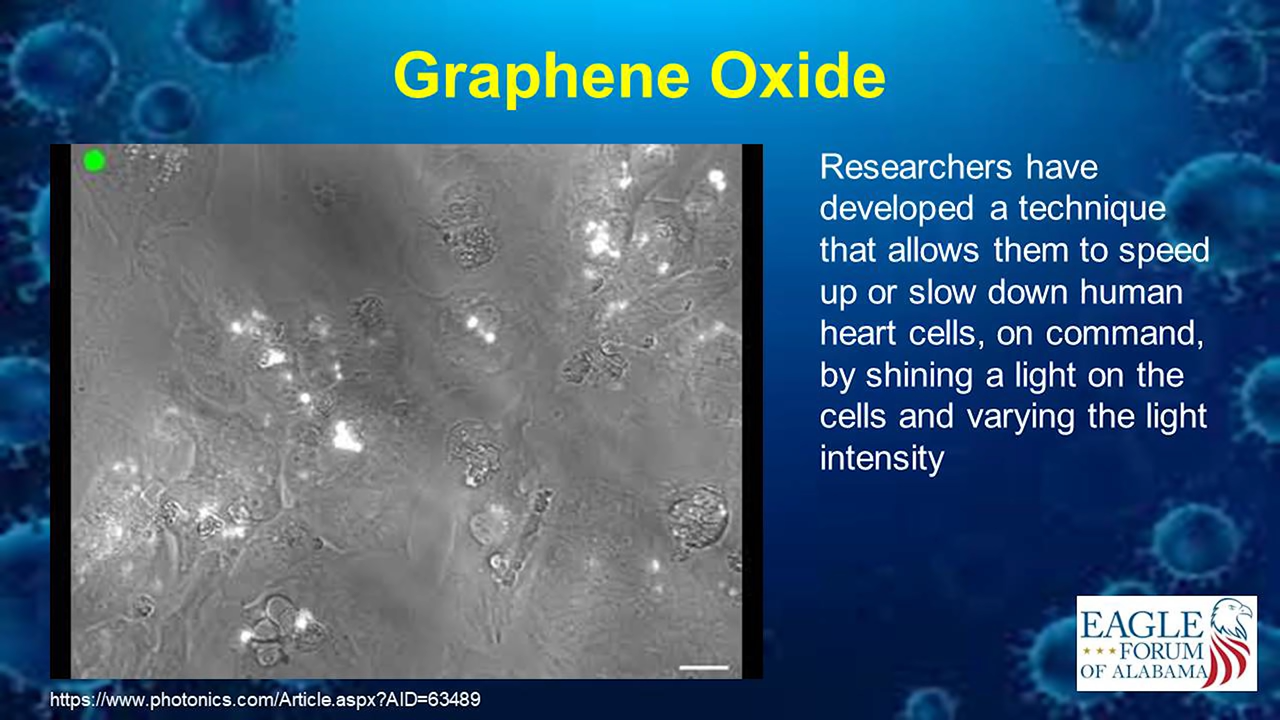 Graphene Oxide
Researchers have
developed a technique
that allows them to speed
up or slow down human
heart cells, on command,
by shining a light on the
cells and varying the light
intensity
EAGLE
FORUM
OF ALABAMA
https://www.photonics.com/Article.aspx?AID=63489